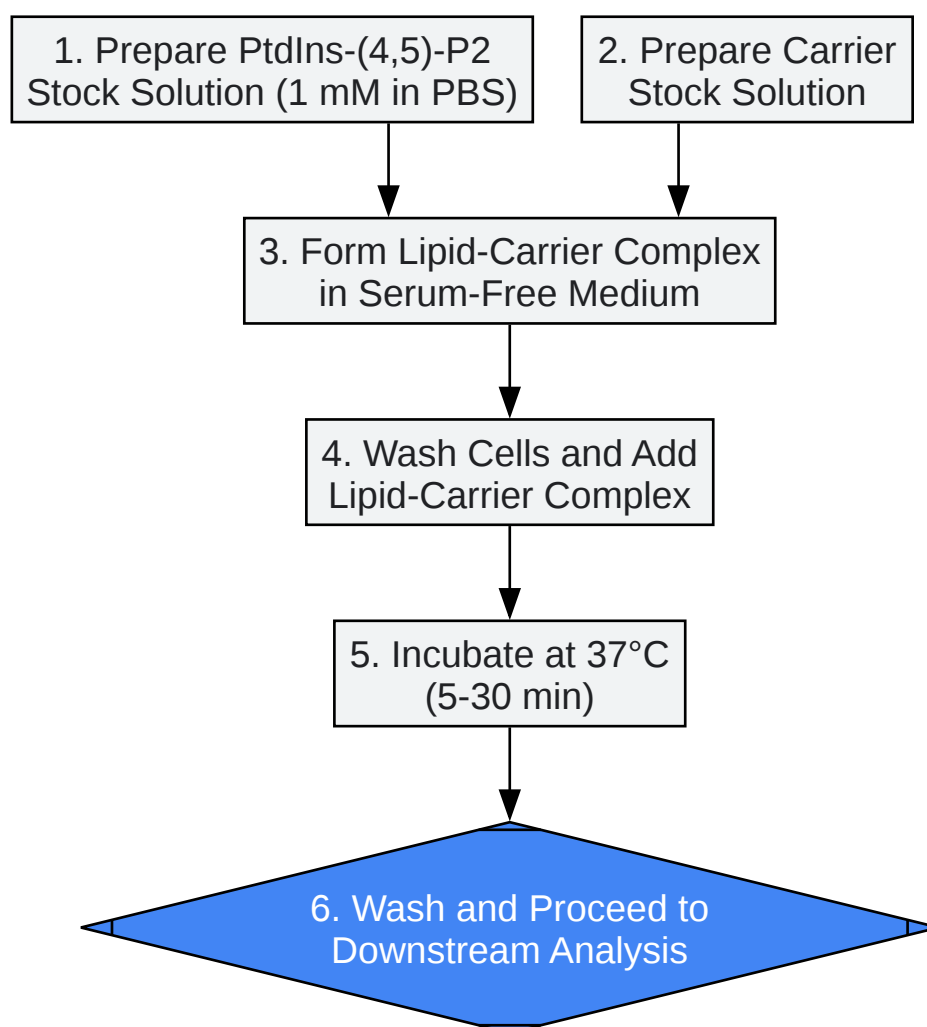 1. Prepare PtdIns-(4,5)-P2
Stock Solution (1 mM in PBS)
2. Prepare Carrier
Stock Solution
3. Form Lipid-Carrier Complex
in Serum-Free Medium
4. Wash Cells and Add
Lipid-Carrier Complex
5. Incubate at 37°C
(5-30 min)
6. Wash and Proceed to
Downstream Analysis